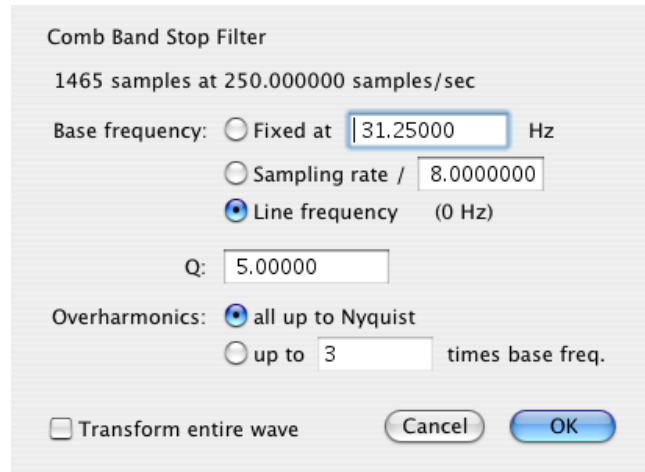 Comb Band Stop Filter
1465 samples at 250.000000 samples/sec
Base frequency: Fixed at 31.25000 Hz
Sampling rate / 8.0000000
Line frequency (0 Hz)
Q: 5.00000
Overharmonics: all up to Nyquist
up to 3 times base freq.
Transform entire wave Cancel OK